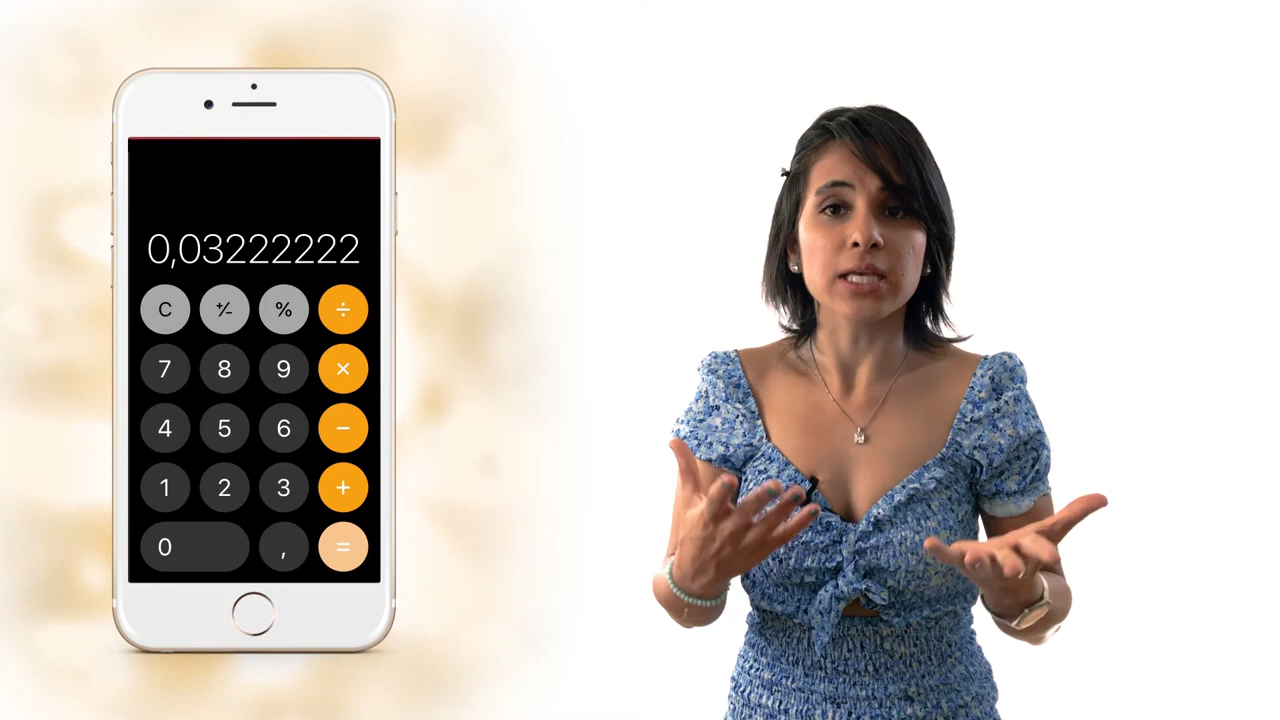 0,03222222
C +/- % ÷
7 8 9 ×
4 5 6 −
1 2 3 +
0 , =